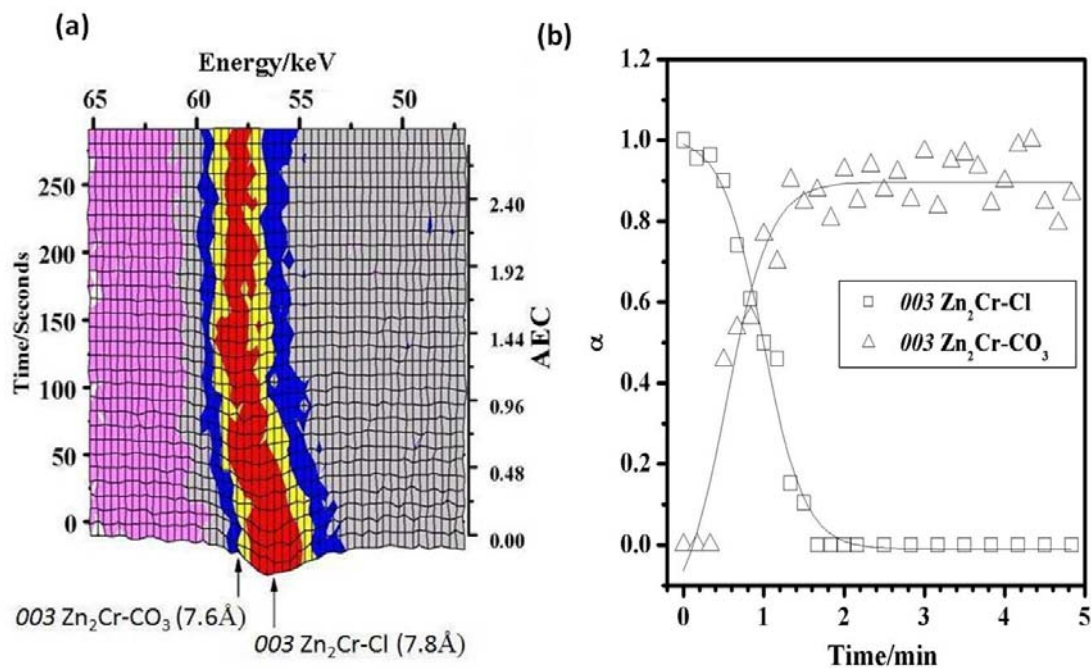 (a)
Energy/keV
65 60 55 50
Time/Seconds
250
200
150
100
50
0
AEC
2.40
1.92
1.44
0.96
0.48
0.00
003 Zn₂Cr-CO₃ (7.6Å)
003 Zn₂Cr-Cl (7.8Å)
(b)
α
1.2
1.0
0.8
0.6
0.4
0.2
0.0
003 Zn₂Cr-Cl
003 Zn₂Cr-CO₃
0 1 2 3 4 5
Time/min